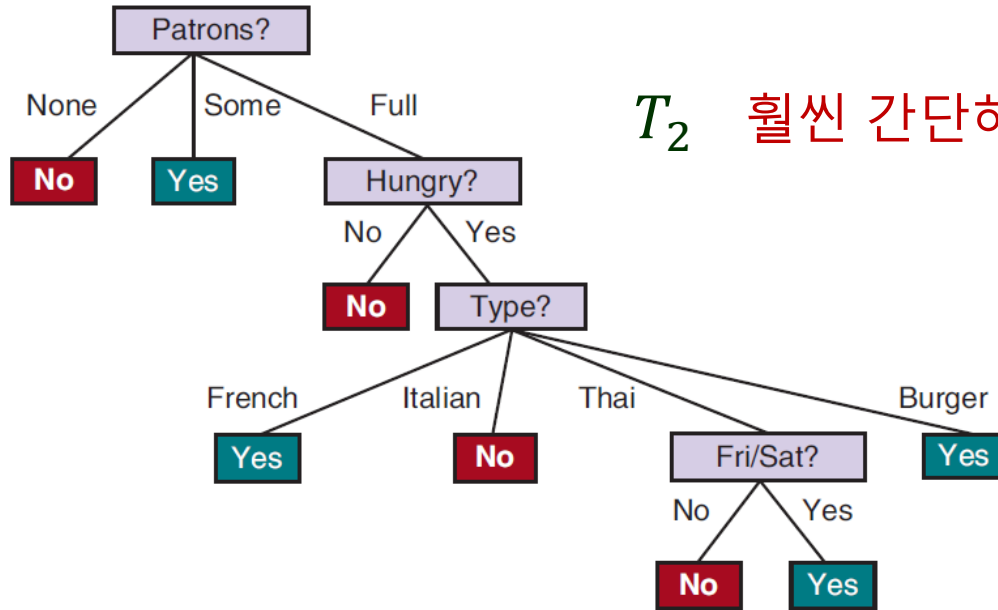 Patrons?
None Some Full
T₂ 훨씬 간단
No Yes Hungry?
No Yes
No Type?
French Italian Thai Burger
Yes No Fri/Sat? Yes
No Yes
No Yes